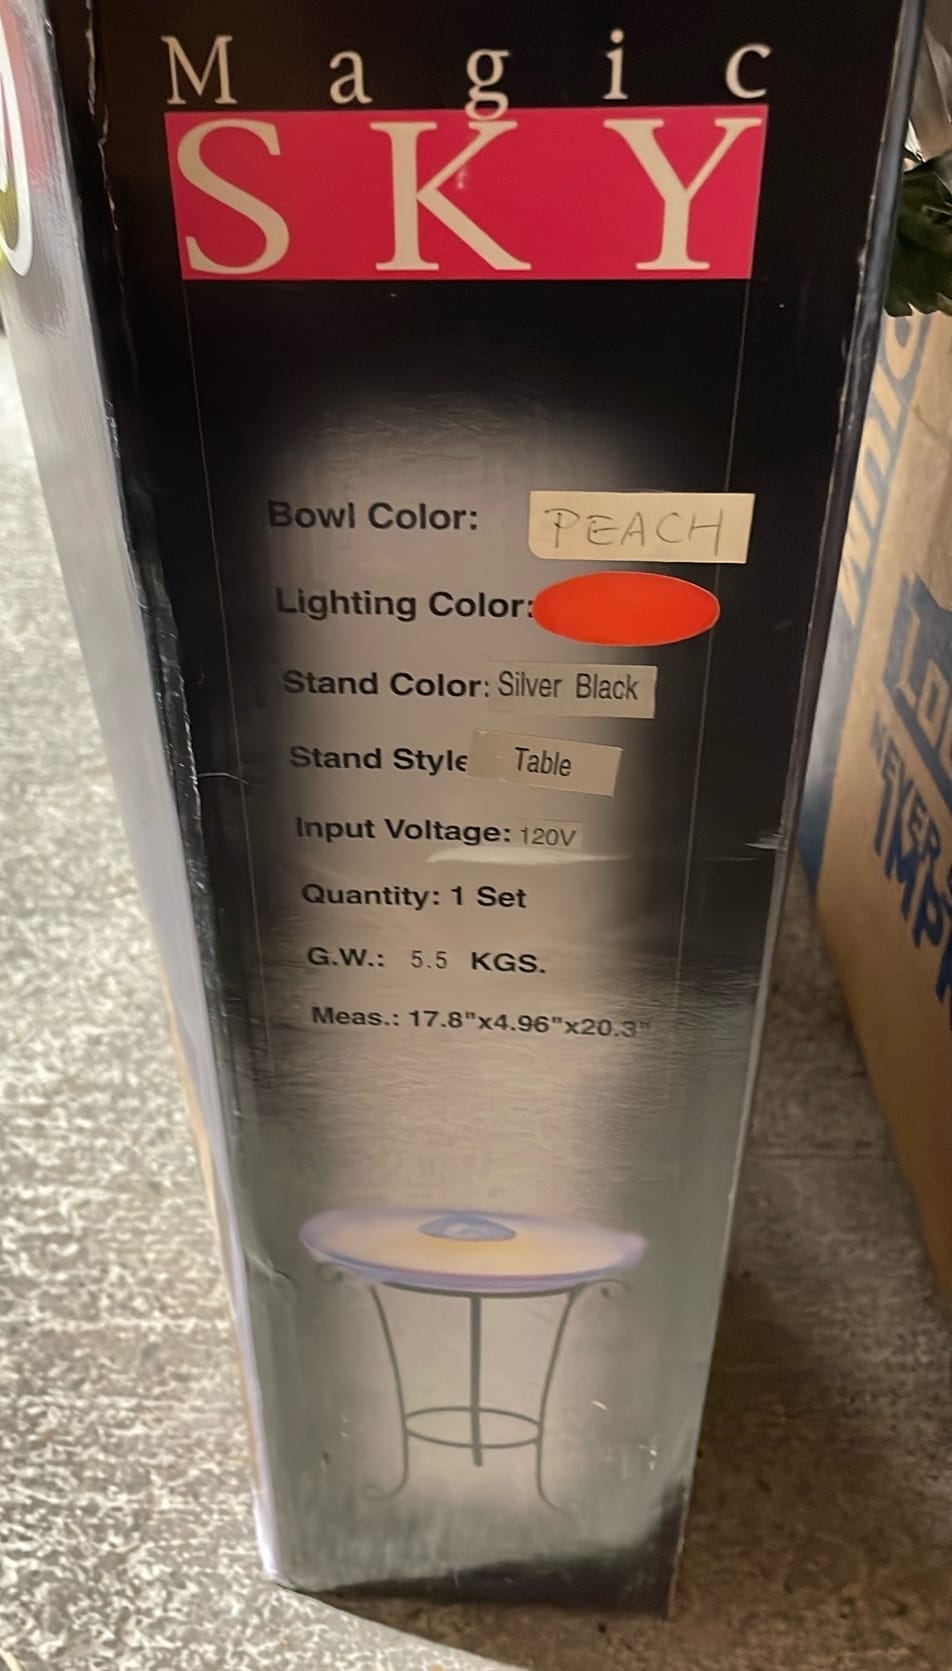 Magic
SKY
Bowl Color: PEACH
Lighting Color:
Stand Color: Silver Black
Stand Style Table
Input Voltage: 120V
Quantity: 1 Set
G.W.: 5.5 KGS.
Meas.: 17.8"x4.96"x20.3"